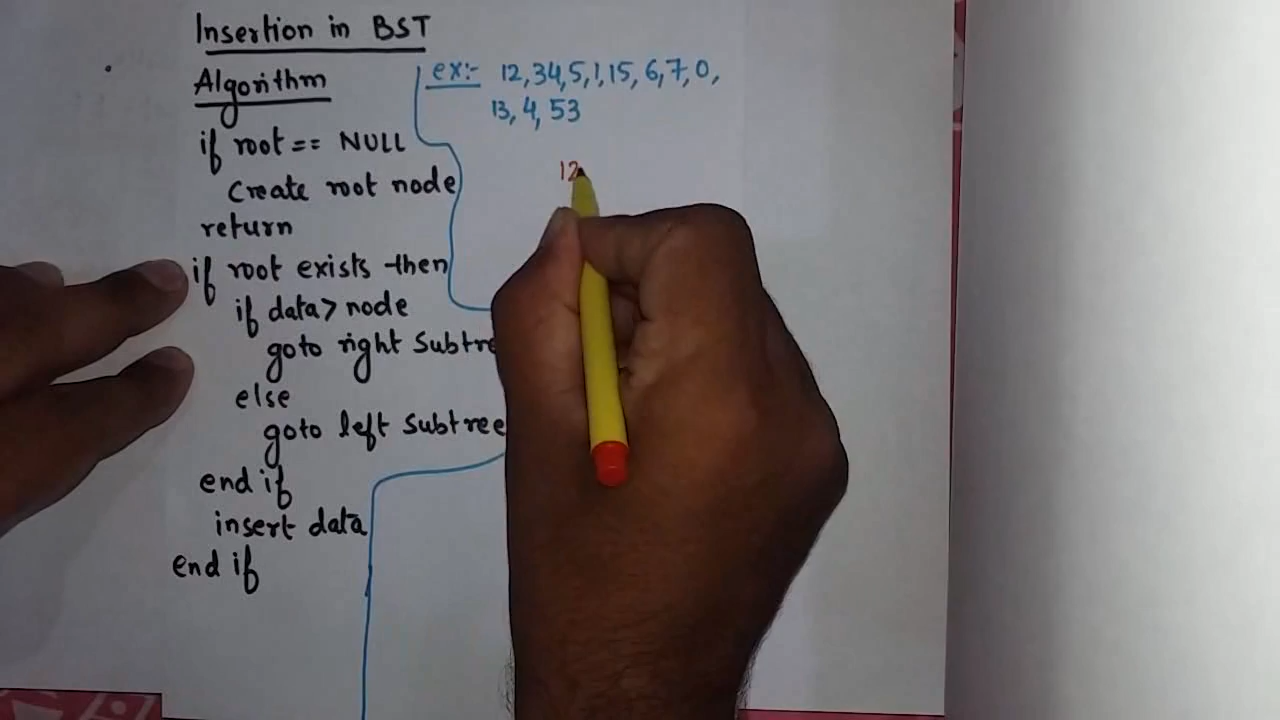 Insertion in BST
Algorithm
if root == NULL
Create root node
return
if root exists then
if data > node
goto right Subtre
else
goto left Subtree
end if
insert data
end if
ex:- 12, 34, 5, 1, 15, 6, 7, 0,
13, 4, 53
12